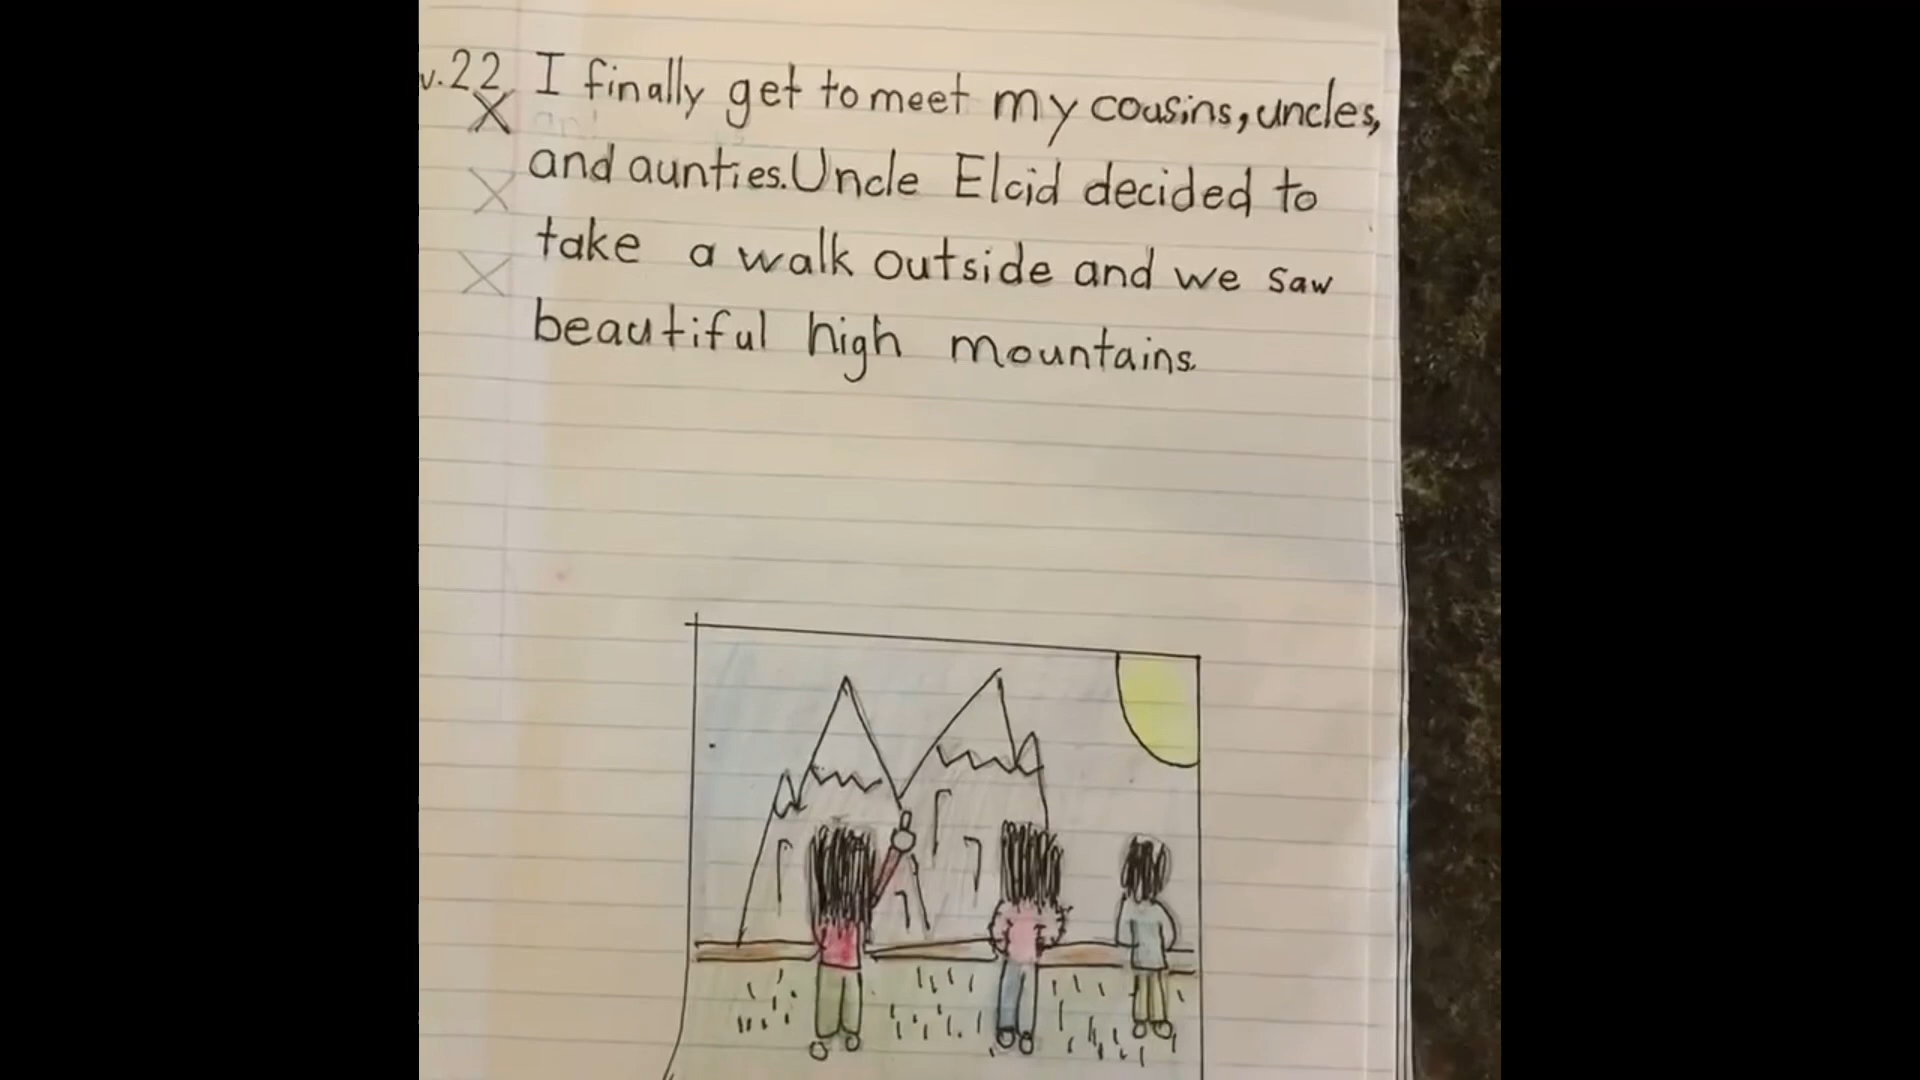 v.22 I finally get to meet my cousins, uncles,
and aunties. Uncle Elcid decided to
take a walk outside and we saw
beautiful high mountains.